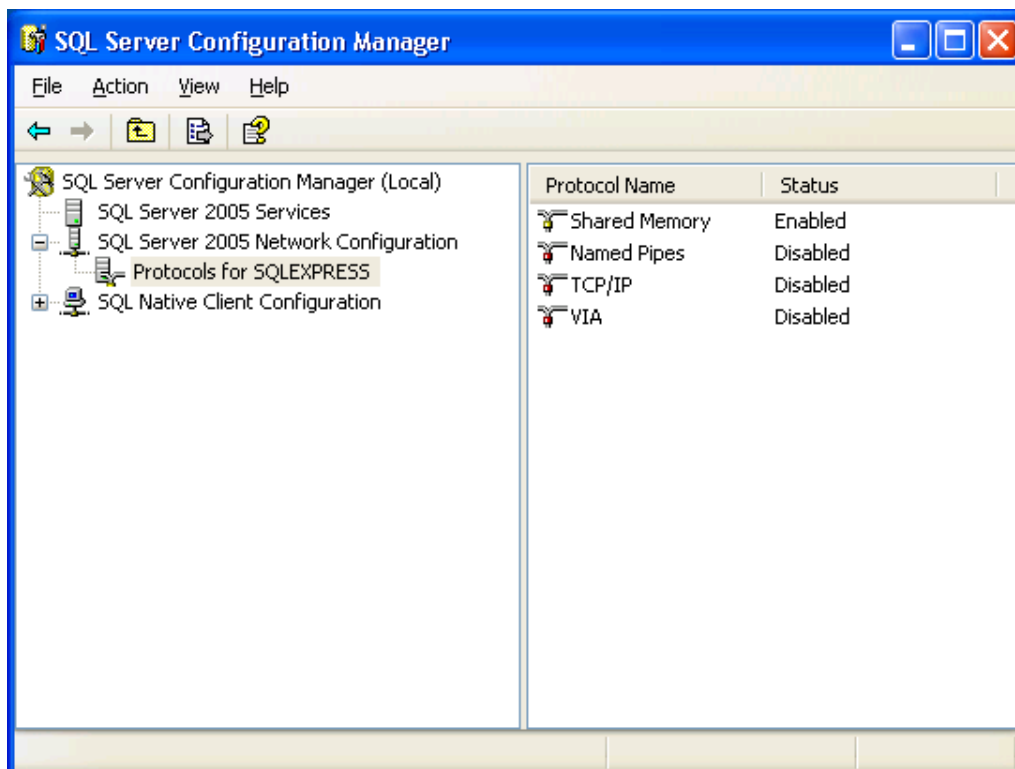 SQL Server Configuration Manager
File Action View Help
SQL Server Configuration Manager (Local)
SQL Server 2005 Services
SQL Server 2005 Network Configuration
Protocols for SQLEXPRESS
SQL Native Client Configuration
Protocol Name Status
Shared Memory Enabled
Named Pipes Disabled
TCP/IP Disabled
VIA Disabled